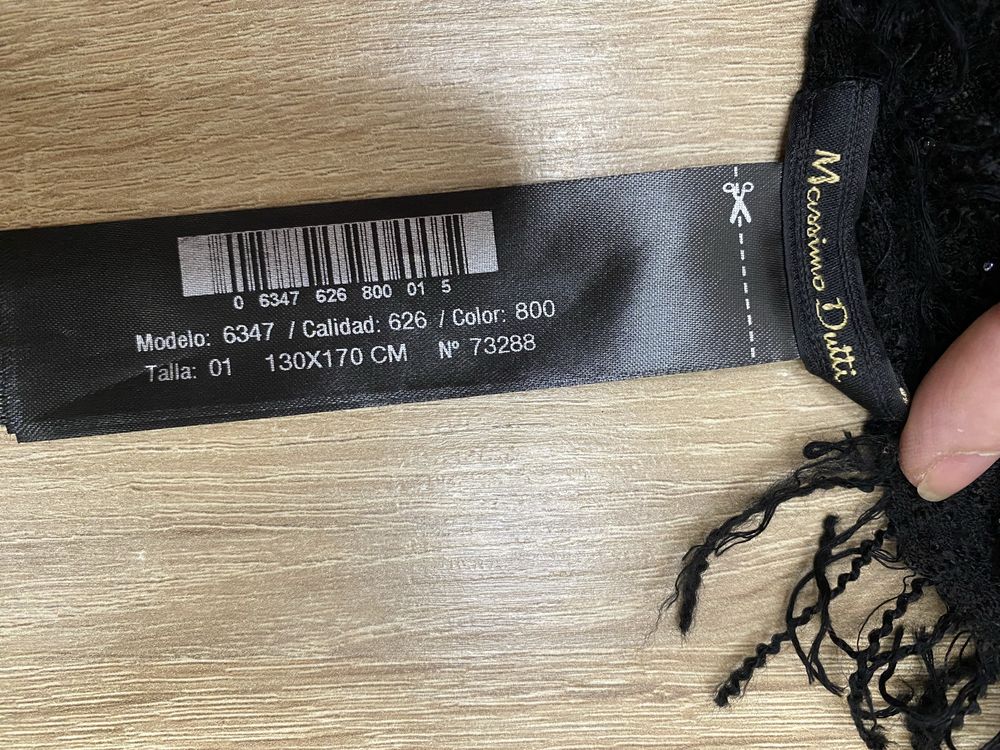 0 6347 626 800 01 5
Modelo: 6347 / Calidad: 626 / Color: 800
Talla: 01 130X170 CM Nº 73288
Massimo Dutti